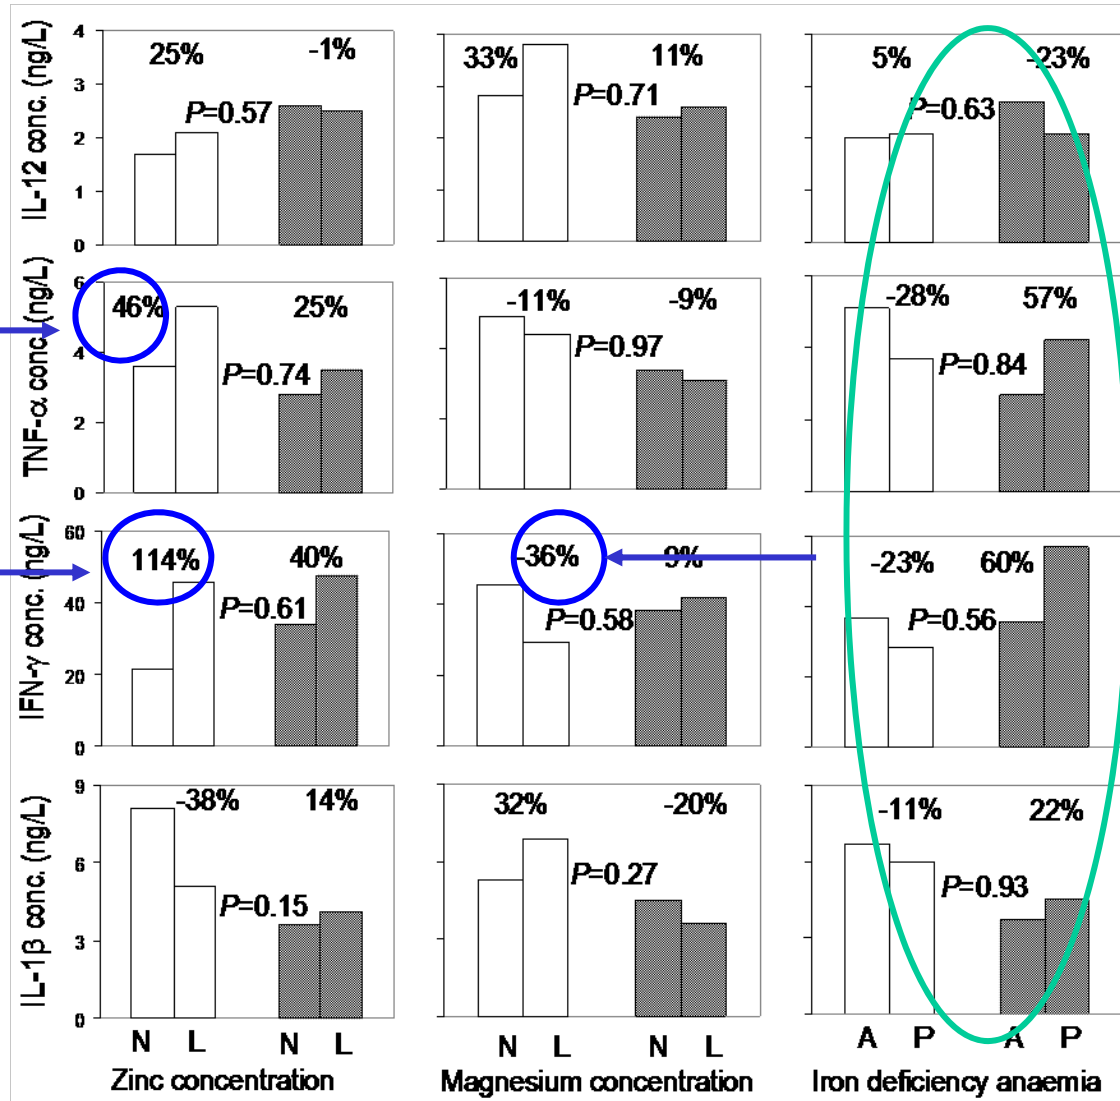 IL-12 conc. (ng/L)
4
3
2
1
0
25%
-1%
P=0.57
33%
11%
P=0.71
5%
-23%
P=0.63
TNF-α conc. (ng/L)
6
4
2
0
46%
25%
P=0.74
-11%
-9%
P=0.97
-28%
57%
P=0.84
IFN-γ conc. (ng/L)
60
40
20
0
114%
40%
P=0.61
-36%
9%
P=0.58
-23%
60%
P=0.56
IL-1β conc. (ng/L)
9
6
3
0
-38%
14%
P=0.15
32%
-20%
P=0.27
-11%
22%
P=0.93
N L N L
N L N L
A P A P
Zinc concentration
Magnesium concentration
Iron deficiency anaemia